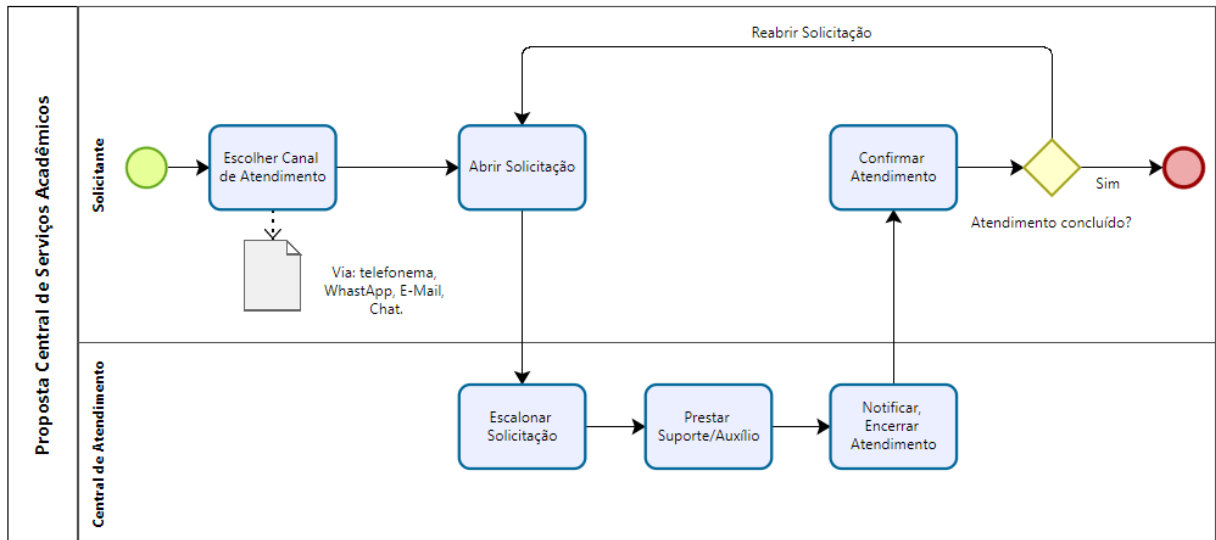 Proposta Central de Serviços Acadêmicos
Solicitante
Reabrir Solicitação
Escolher Canal
de Atendimento
Abrir Solicitação
Confirmar
Atendimento
Sim
Atendimento concluído?
Via: telefonema,
WhastApp, E-Mail,
Chat.
Central de Atendimento
Escalonar
Solicitação
Prestar
Suporte/Auxílio
Notificar,
Encerrar
Atendimento